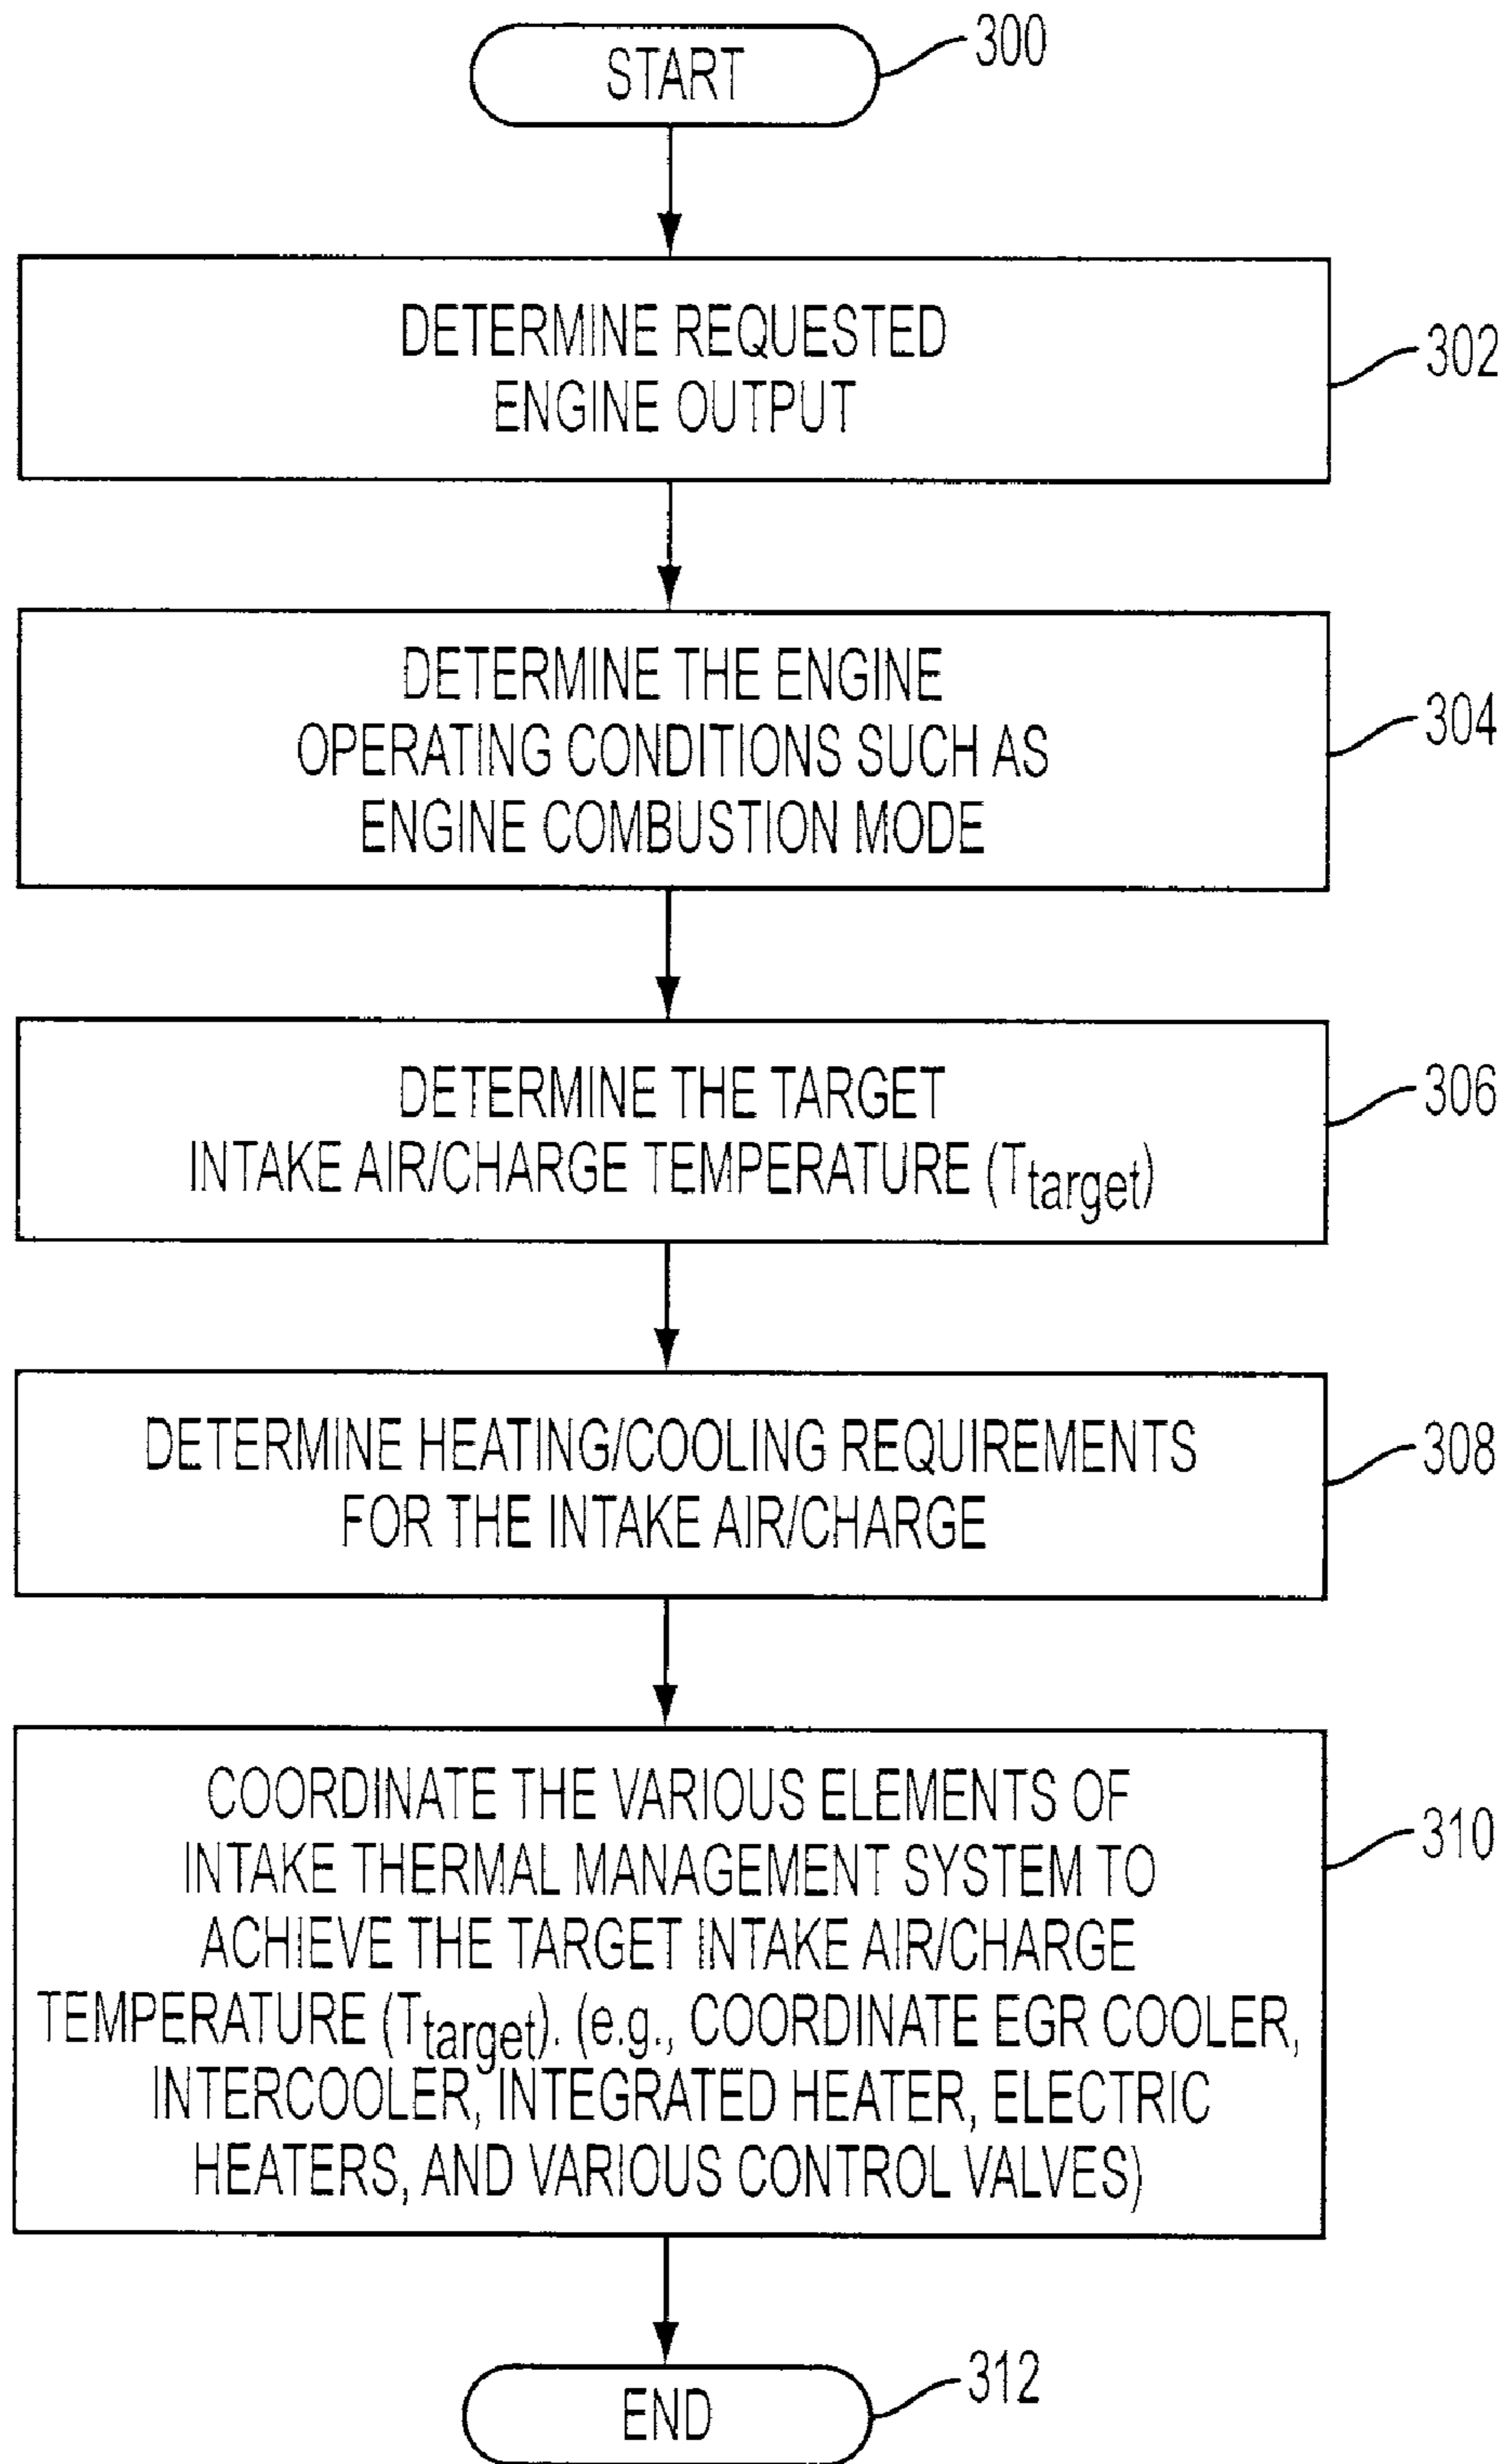 START
300
DETERMINE REQUESTED
ENGINE OUTPUT
302
DETERMINE THE ENGINE
OPERATING CONDITIONS SUCH AS
ENGINE COMBUSTION MODE
304
DETERMINE THE TARGET
INTAKE AIR/CHARGE TEMPERATURE (Ttarget)
306
DETERMINE HEATING/COOLING REQUIREMENTS
FOR THE INTAKE AIR/CHARGE
308
COORDINATE THE VARIOUS ELEMENTS OF
INTAKE THERMAL MANAGEMENT SYSTEM TO
ACHIEVE THE TARGET INTAKE AIR/CHARGE
TEMPERATURE (Ttarget). (e.g., COORDINATE EGR COOLER,
INTERCOOLER, INTEGRATED HEATER, ELECTRIC
HEATERS, AND VARIOUS CONTROL VALVES)
310
END
312